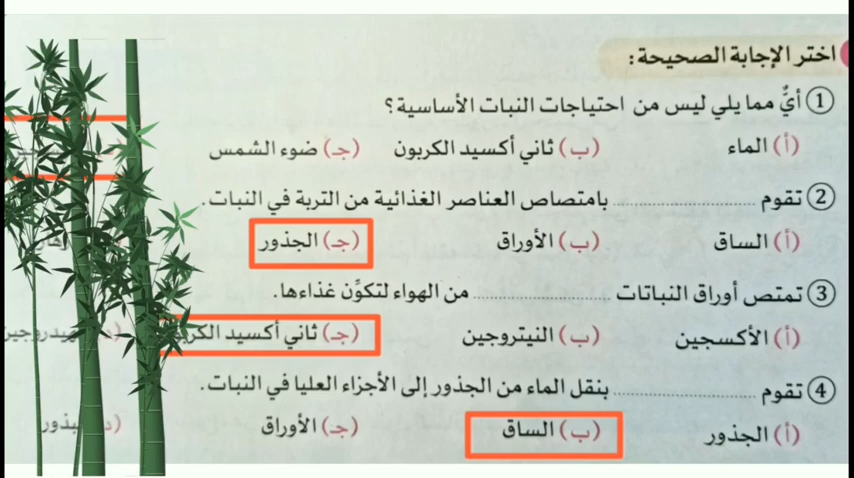 اختر الإجابة الصحيحة:
① أيٌّ مما يلي ليس من احتياجات النبات الأساسية؟
(أ) الماء (ب) ثاني أكسيد الكربون (جـ) ضوء الشمس
② تقوم .................... بامتصاص العناصر الغذائية من التربة في النبات.
(أ) الساق (ب) الأوراق (جـ) الجذور
③ تمتص أوراق النباتات .................... من الهواء لتكوِّن غذاءها.
(أ) الأكسجين (ب) النيتروجين (جـ) ثاني أكسيد
④ تقوم .................... بنقل الماء من الجذور إلى الأجزاء العليا في النبات.
(أ) الجذور (ب) الساق (جـ) الأوراق